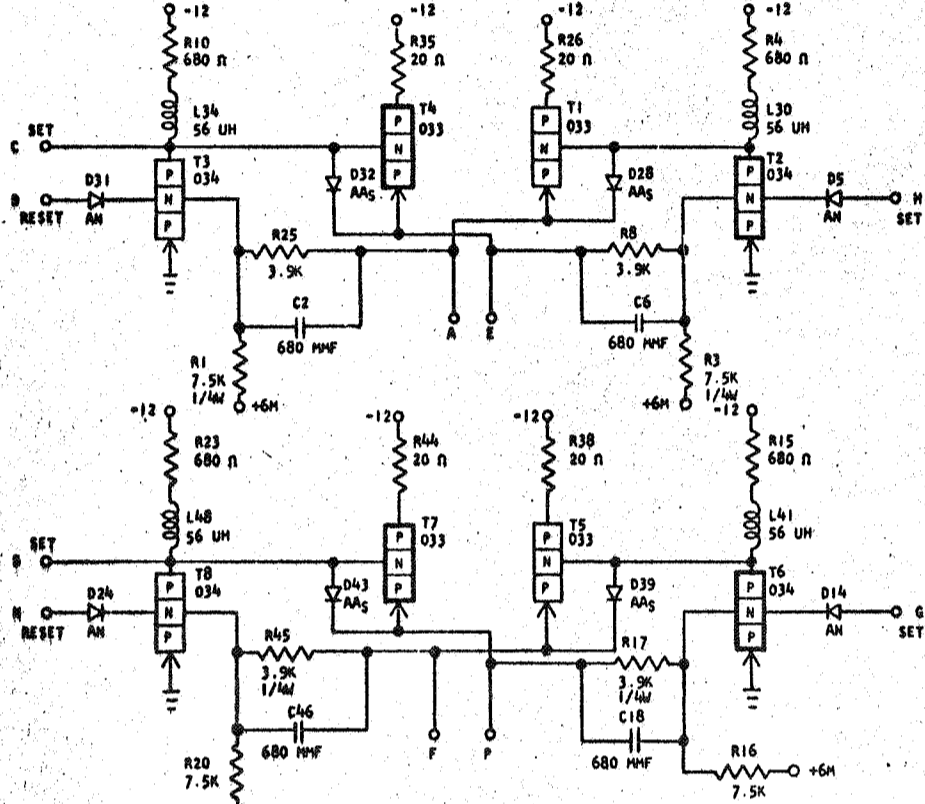 -12 -12 -12 -12
R10 680 Ω
R35 20 Ω
R26 20 Ω
R4 680 Ω
L34 56 UH
T4 033
T1 033
L30 56 UH
C SET
P N P
P N P
T3 034
T2 034
D32 AAS
D28 AAS
D31 AN
RESET
D5 AN
H SET
P N P
P N P
R25 3.9K
R8 3.9K
C2 680 MMF
A E
C6 680 MMF
R1 7.5K 1/4W
+6M
R3 7.5K 1/4W
+6M
-12 -12 -12 -12
R23 680 Ω
R44 20 Ω
R38 20 Ω
R15 680 Ω
L48 56 UH
T7 033
T5 033
L41 56 UH
SET
P N P
P N P
T8 034
T6 034
D43 AAS
D39 AAS
D24 AN
N RESET
D14 AN
G SET
P N P
P N P
R45 3.9K 1/4W
R17 3.9K 1/4W
C46 680 MMF
F P
C18 680 MMF
R20 7.5K
R16 7.5K
+6M